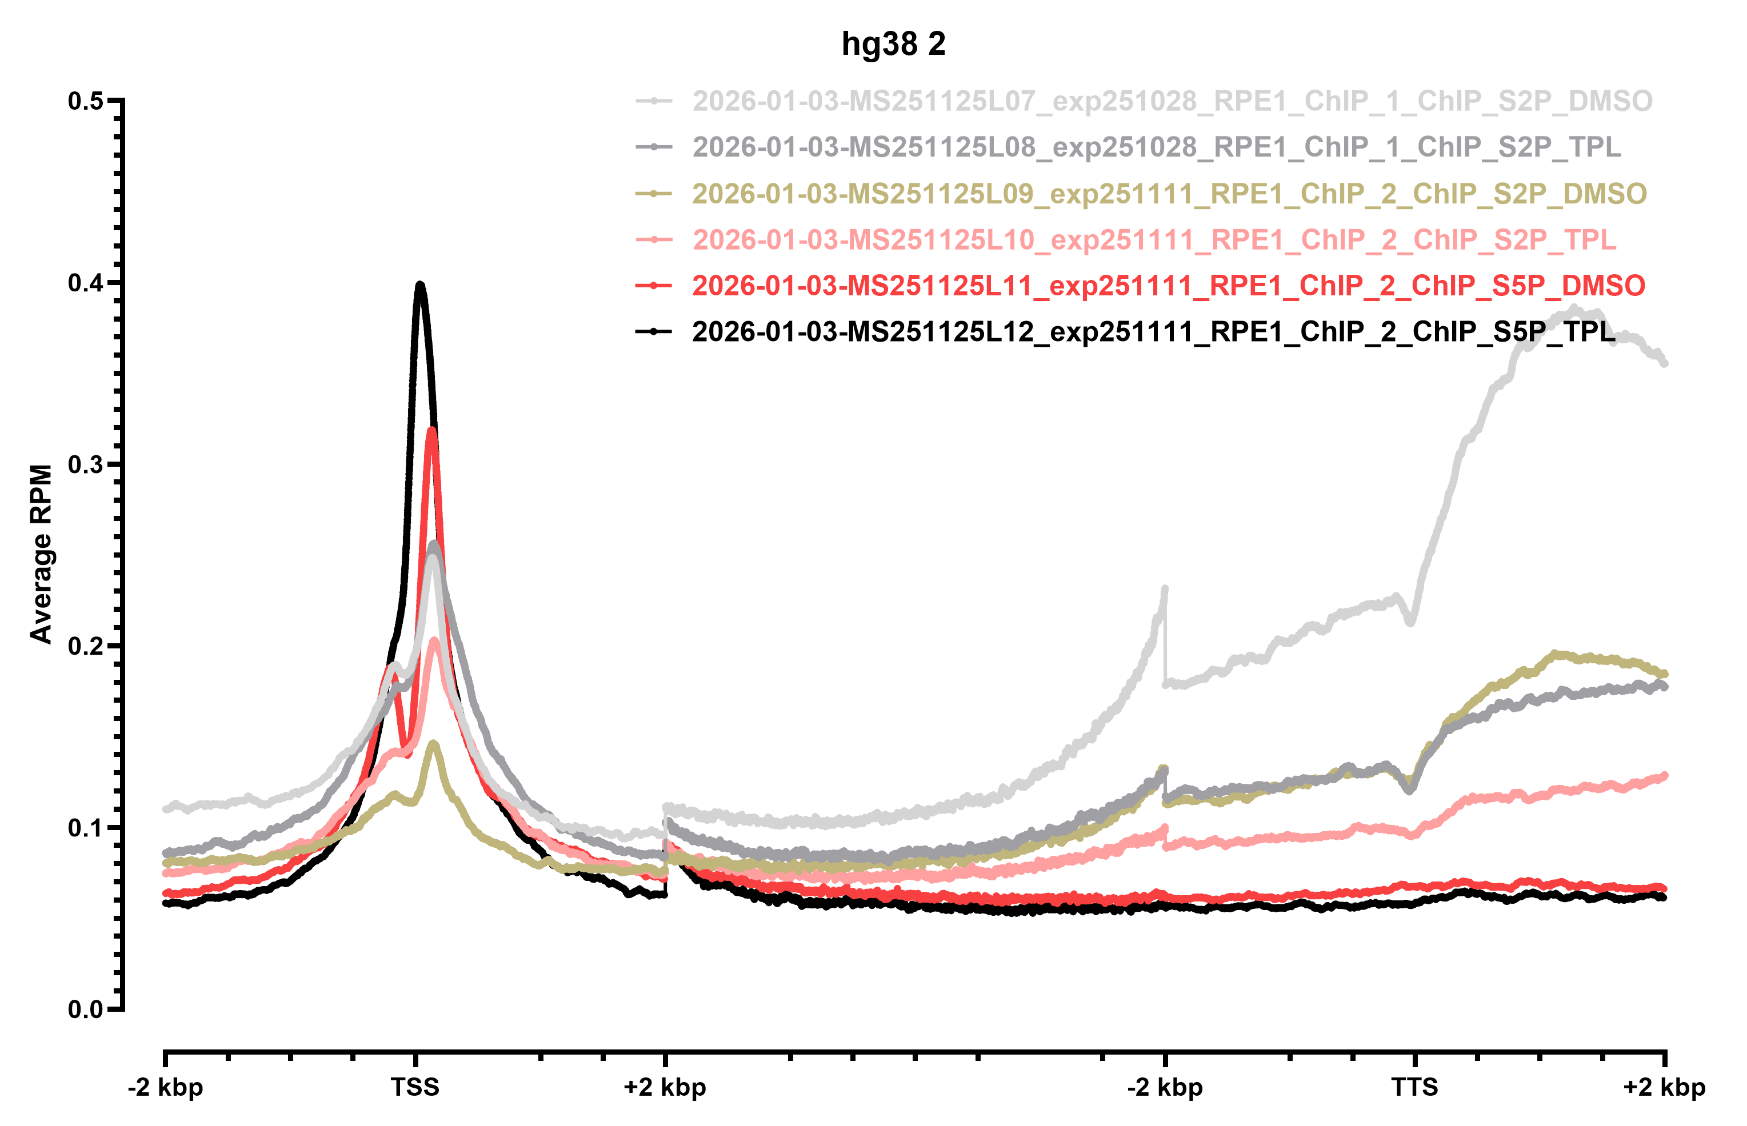 hg38 2
2026-01-03-MS251125L07_exp251028_RPE1_ChIP_1_ChIP_S2P_DMSO
2026-01-03-MS251125L08_exp251028_RPE1_ChIP_1_ChIP_S2P_TPL
2026-01-03-MS251125L09_exp251111_RPE1_ChIP_2_ChIP_S2P_DMSO
2026-01-03-MS251125L10_exp251111_RPE1_ChIP_2_ChIP_S2P_TPL
2026-01-03-MS251125L11_exp251111_RPE1_ChIP_2_ChIP_S5P_DMSO
2026-01-03-MS251125L12_exp251111_RPE1_ChIP_2_ChIP_S5P_TPL
0.5
0.4
0.3
0.2
0.1
0.0
Average RPM
-2 kbp TSS +2 kbp -2 kbp TTS +2 kbp